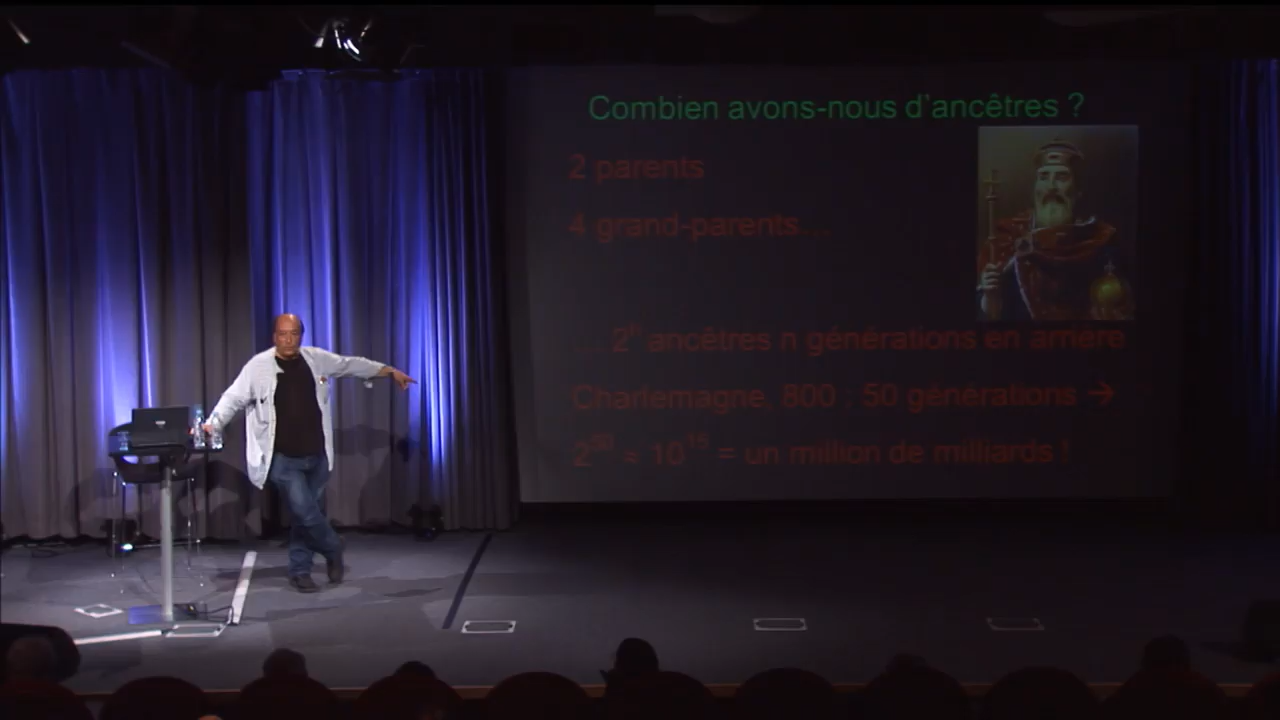 Combien avons-nous d'ancêtres ?
2 parents
4 grand-parents...
... 2ⁿ ancêtres n générations en arrière
Charlemagne, 800 : 50 générations →
2⁵⁰ ≈ 10¹⁵ = un million de milliards !